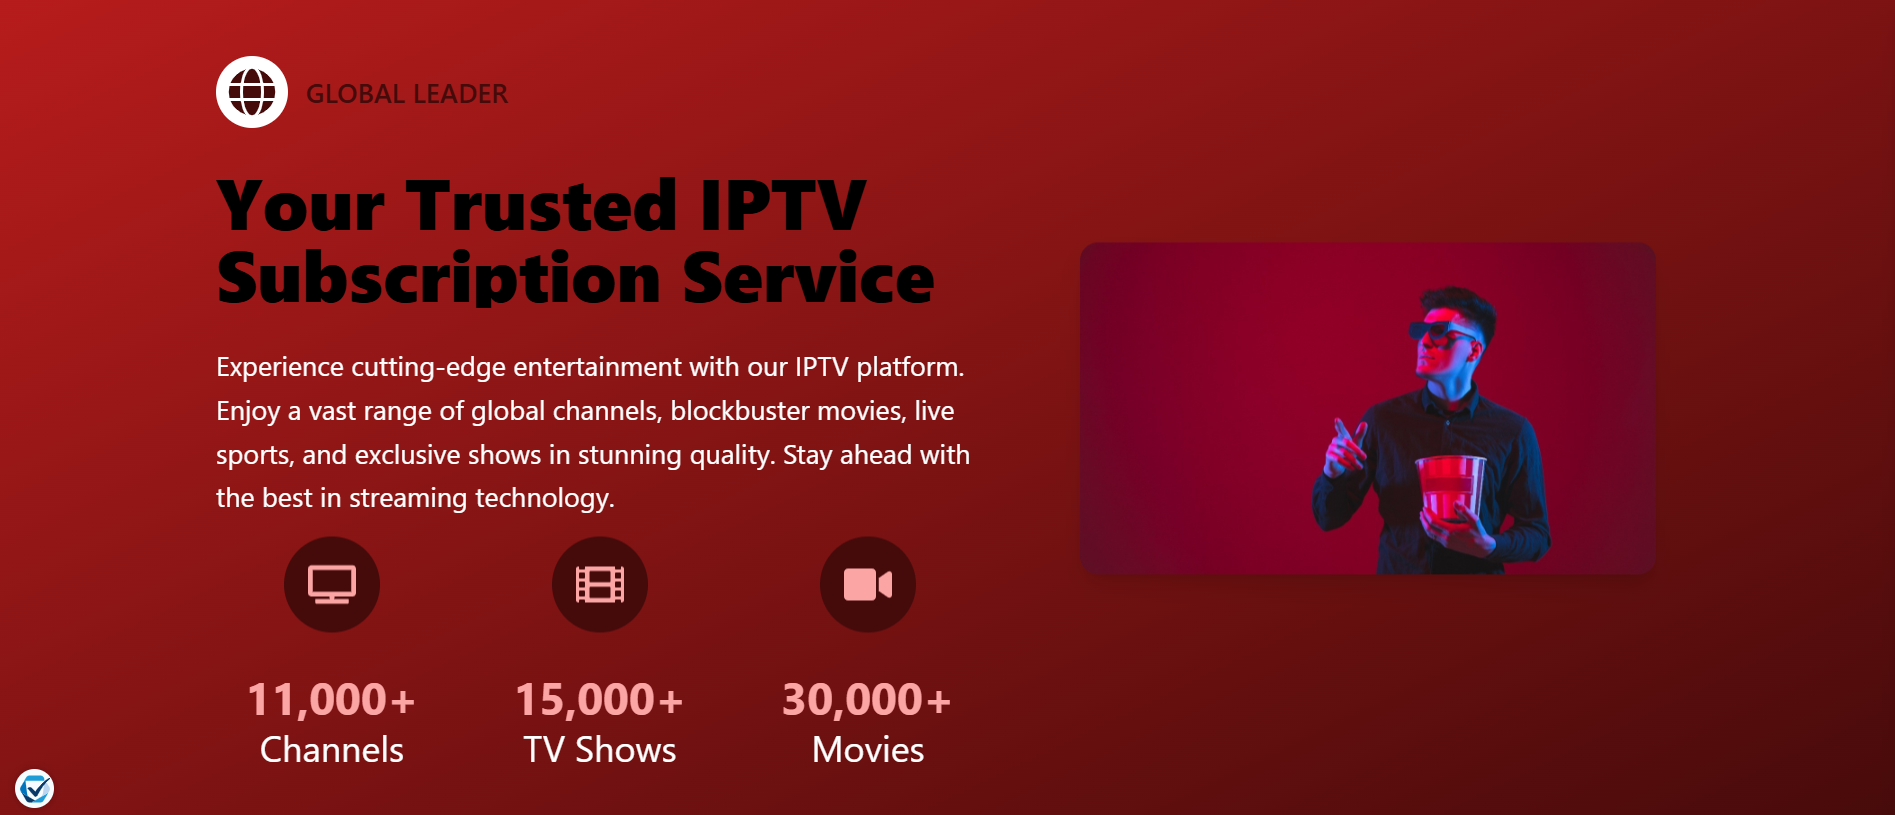 GLOBAL LEADER
Your Trusted IPTV
Subscription Service
Experience cutting-edge entertainment with our IPTV platform.
Enjoy a vast range of global channels, blockbuster movies, live
sports, and exclusive shows in stunning quality. Stay ahead with
the best in streaming technology.
11,000+
Channels
15,000+
TV Shows
30,000+
Movies